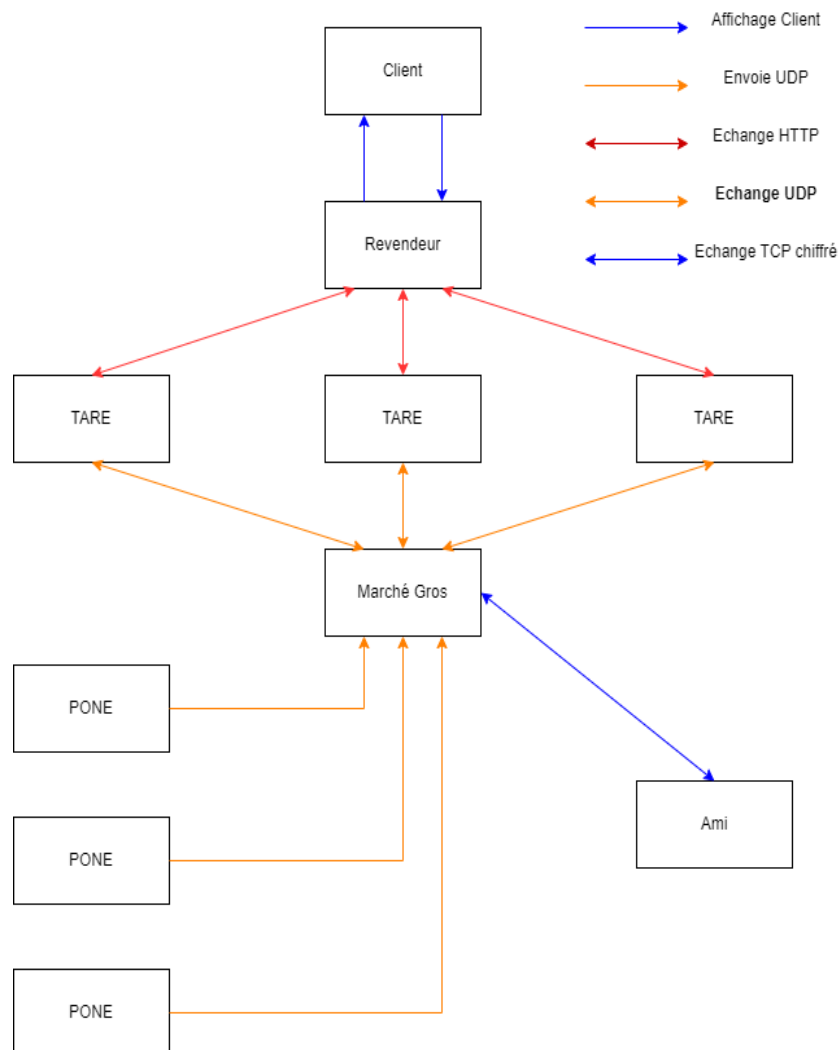 Affichage Client
Client
Envoie UDP
Echange HTTP
Echange UDP
Revendeur
Echange TCP chiffré
TARE
TARE
TARE
Marché Gros
PONE
Ami
PONE
PONE